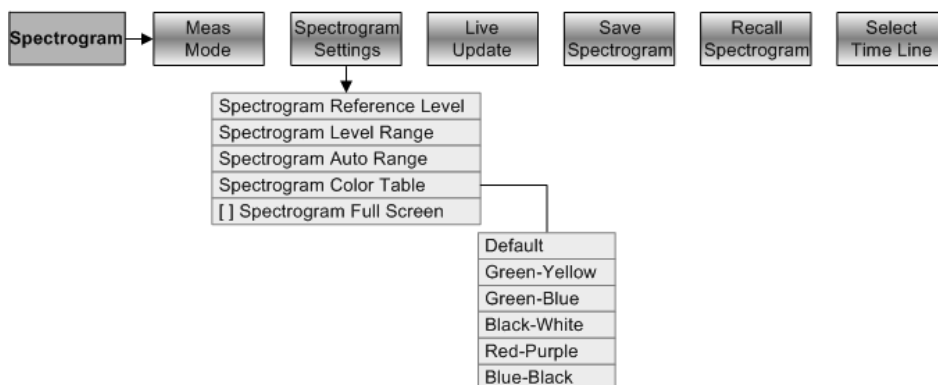 Spectrogram
Meas
Mode
Spectrogram
Settings
Live
Update
Save
Spectrogram
Recall
Spectrogram
Select
Time Line
Spectrogram Reference Level
Spectrogram Level Range
Spectrogram Auto Range
Spectrogram Color Table
[ ] Spectrogram Full Screen
Default
Green-Yellow
Green-Blue
Black-White
Red-Purple
Blue-Black